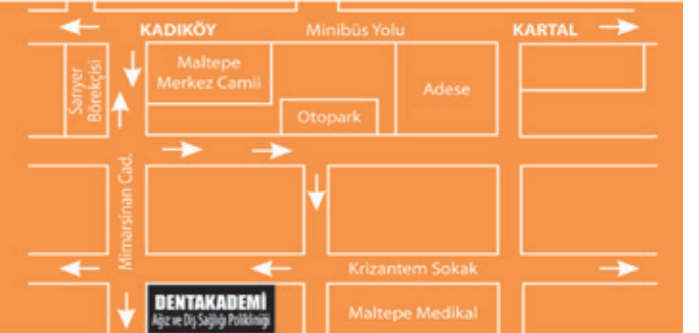 KADIKÖY
Minibüs Yolu
KARTAL
Sarıyer
Börekçisi
Maltepe
Merkez Camii
Otopark
Adese
Mimarsinan Cad.
Krizantem Sokak
DENTAKADEMİ
Ağız ve Diş Sağlığı Polikliniği
Maltepe Medikal